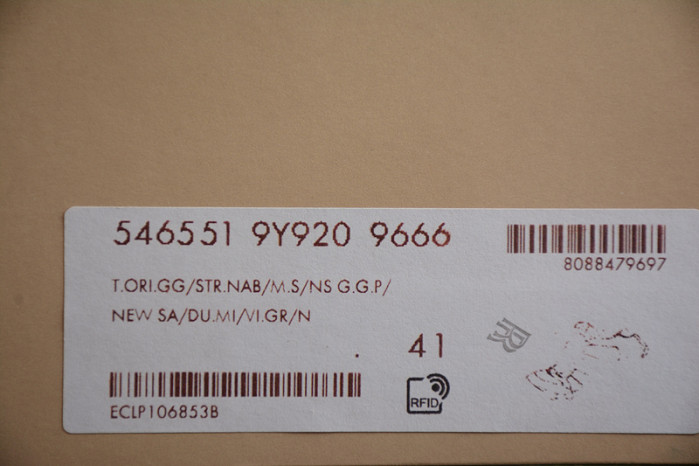 546551 9Y920 9666
8088479697
T.ORI.GG/STR.NAB/M.S/NS G.G.P/
NEW SA/DU.MI/VI.GR/N
41
RFID
ECLP106853B